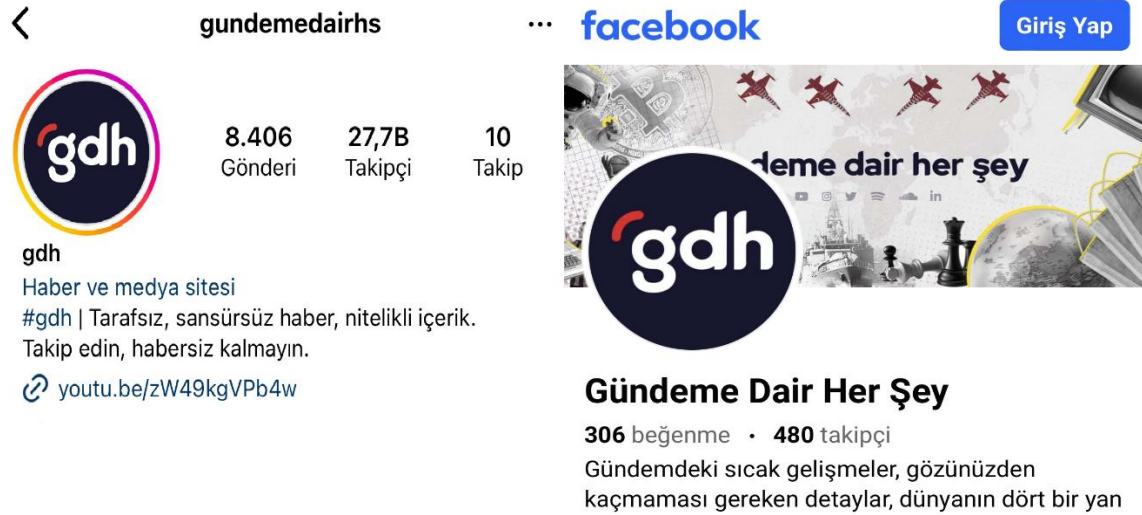 gundemedairhs
gdh
8.406 27,7B 10
Gönderi Takipçi Takip
gdh
Haber ve medya sitesi
#gdh | Tarafsız, sansürsüz haber, nitelikli içerik.
Takip edin, habersiz kalmayın.
youtu.be/zW49kgVPb4w
facebook
Giriş Yap
deme dair her şey
in
gdh
Gündeme Dair Her Şey
306 beğenme • 480 takipçi
Gündemdeki sıcak gelişmeler, gözünüzden
kaçmaması gereken detaylar, dünyanın dört bir yan